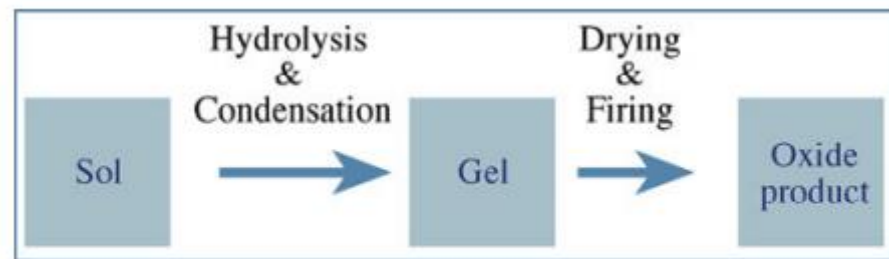 Hydrolysis
&
Condensation
Drying
&
Firing
Sol
Gel
Oxide
product